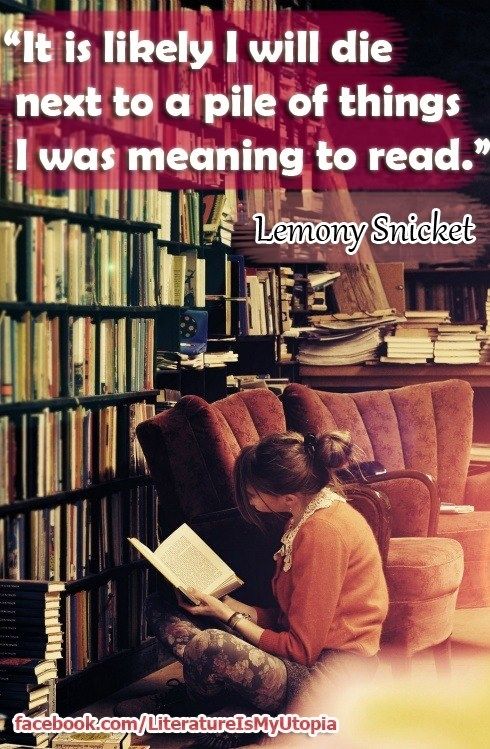 “It is likely I will die
next to a pile of things
I was meaning to read.”
Lemony Snicket
facebook.com/LiteratureIsMyUtopia